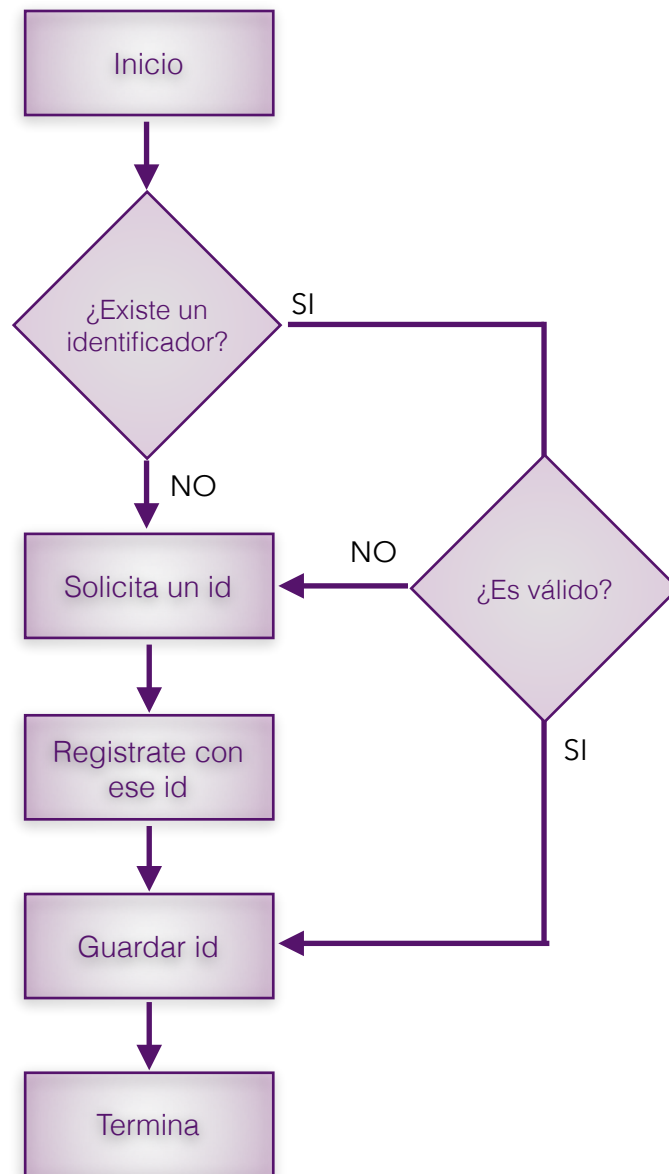 Inicio
¿Existe un
identificador?
SI
NO
Solicita un id
NO
¿Es válido?
Registrate con
ese id
SI
Guardar id
Termina